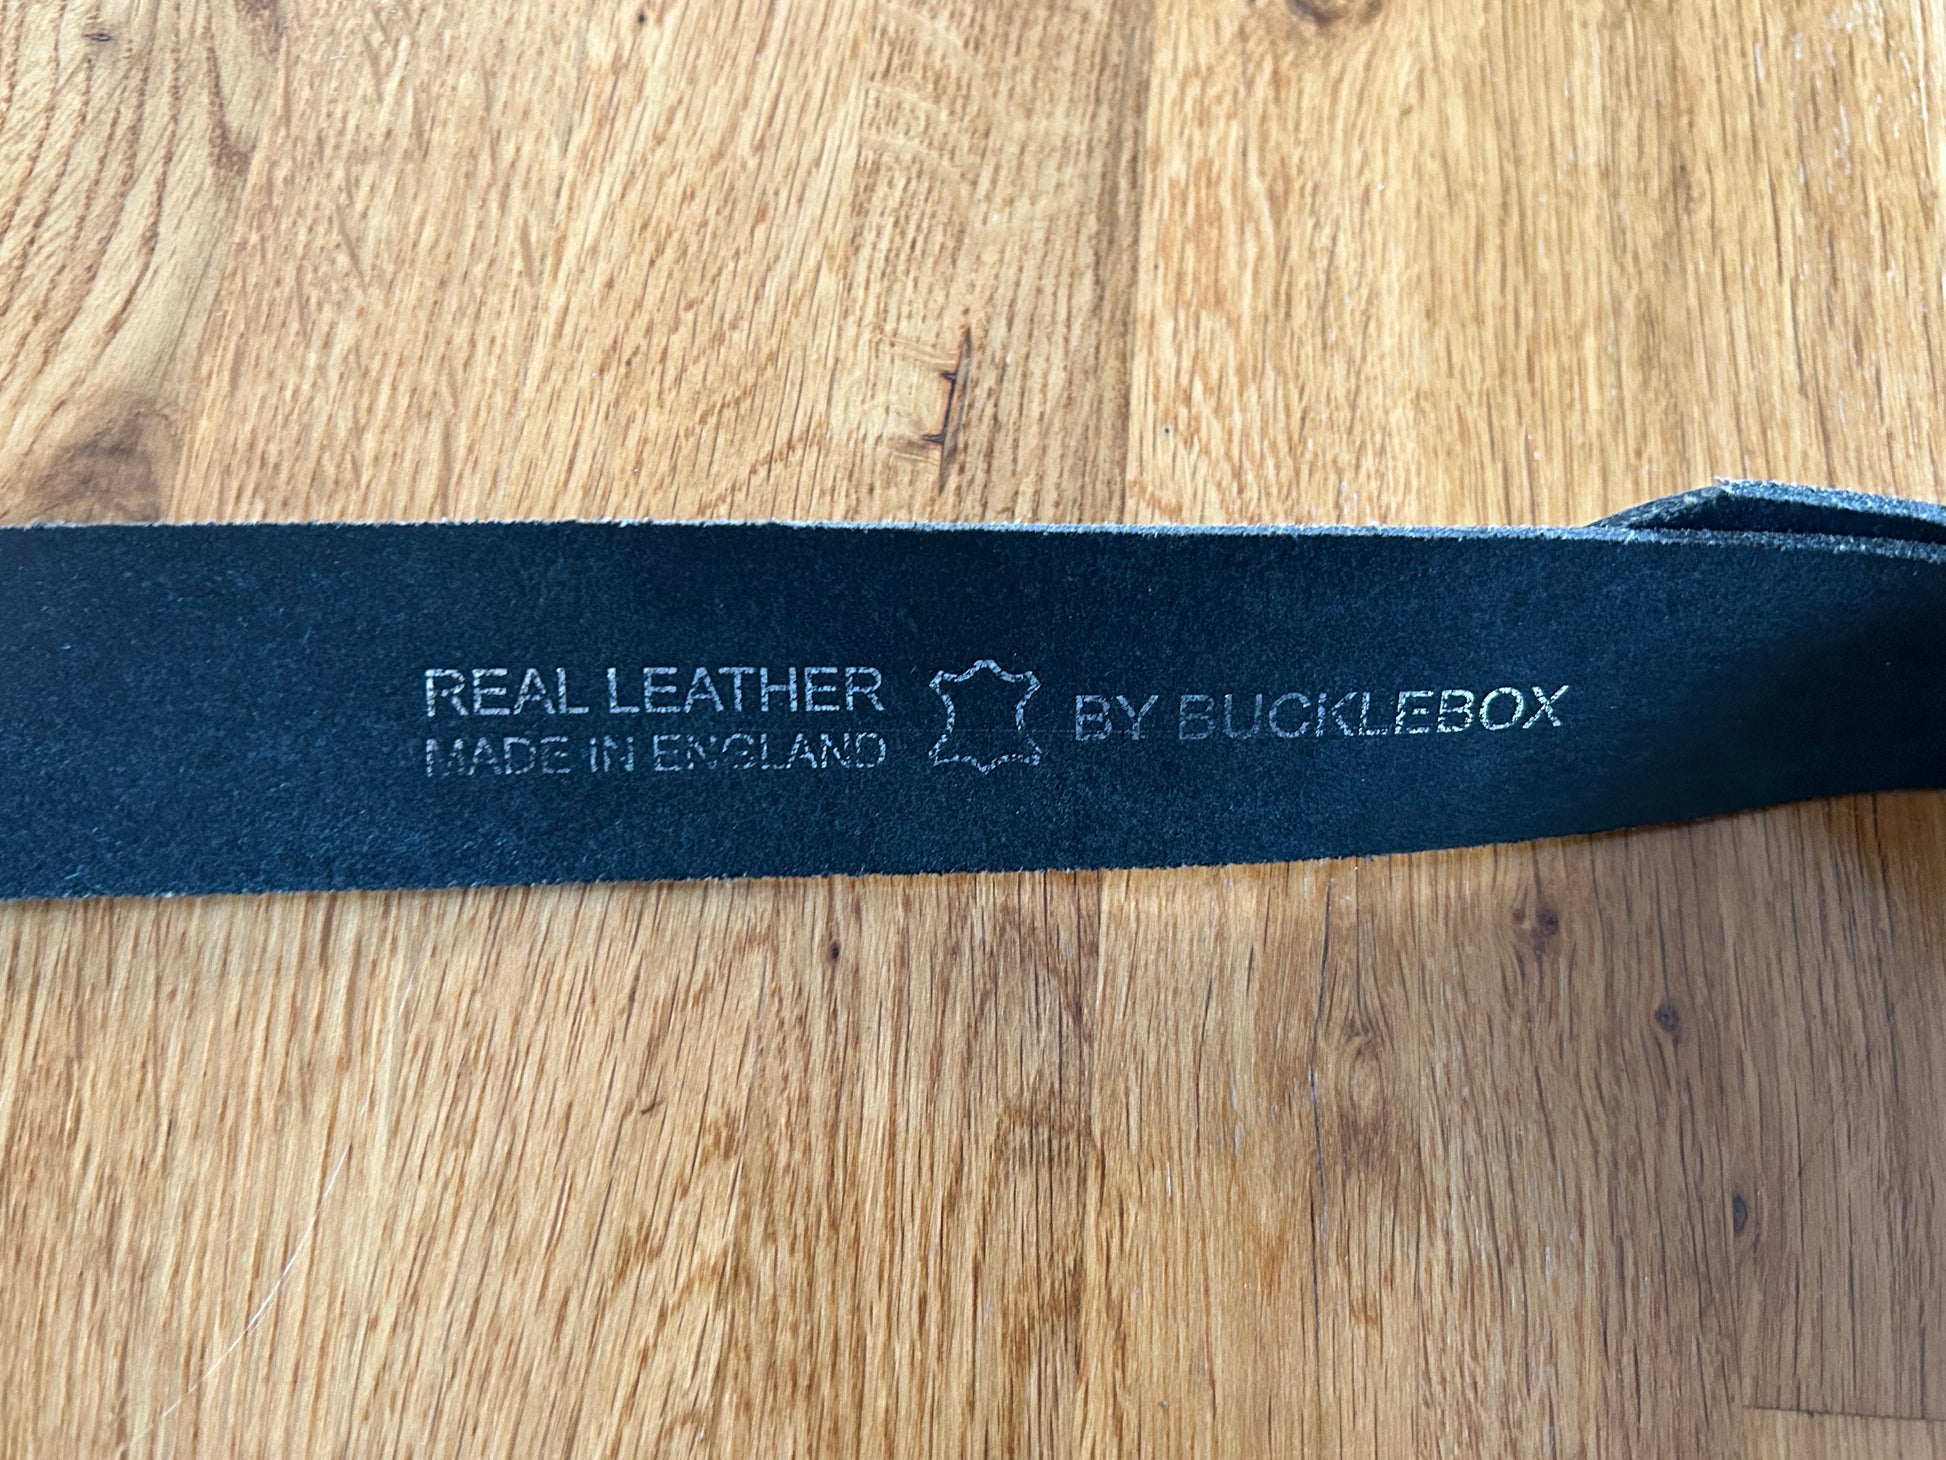 REAL LEATHER
MADE IN ENGLAND
BY BUCKLEBOX